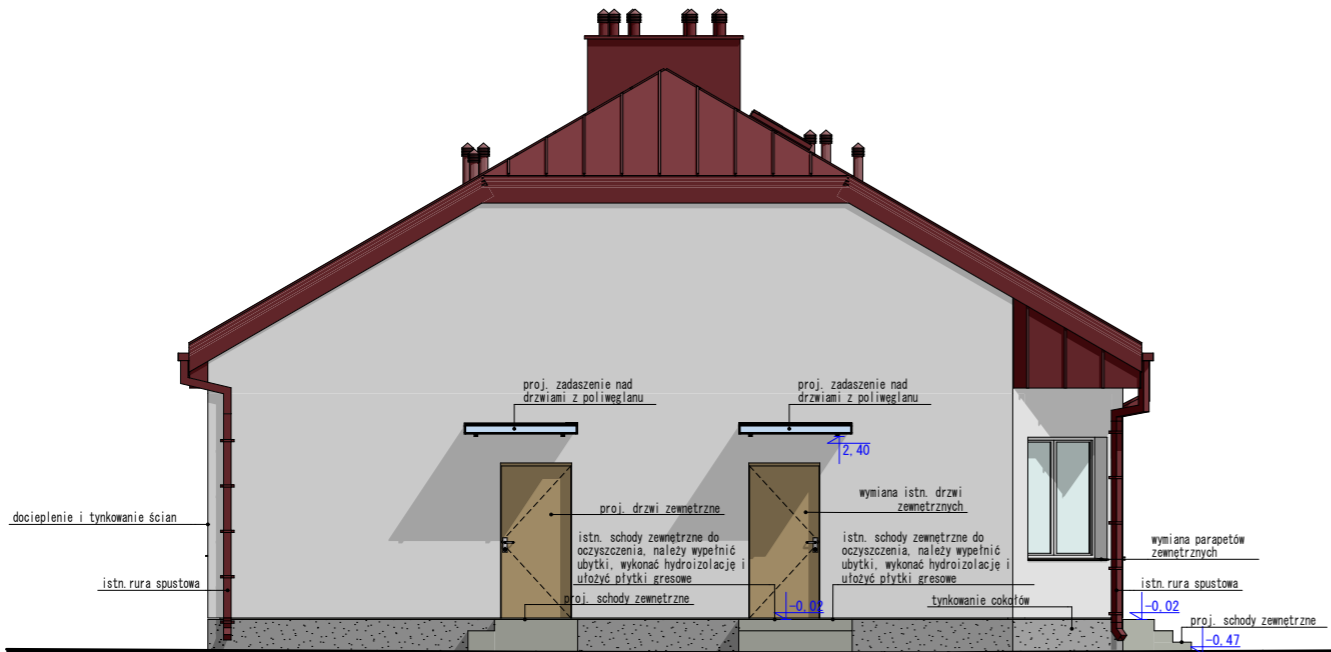 proj. zadaszenie nad
drzwiami z poliwęglanu
proj. zadaszenie nad
drzwiami z poliwęglanu
2,40
docieplenie i tynkowanie ścian
proj. drzwi zewnętrzne
wymiana istn. drzwi
zewnętrznych
istn. schody zewnętrzne do
oczyszczenia, należy wypełnić
ubytki, wykonać hydroizolację i
ułożyć płytki gresowe
istn. schody zewnętrzne do
oczyszczenia, należy wypełnić
ubytki, wykonać hydroizolację i
ułożyć płytki gresowe
wymiana parapetów
zewnętrznych
istn. rura spustowa
istn. rura spustowa
proj. schody zewnętrzne
-0,02
tynkowanie cokołów
-0,02
proj. schody zewnętrzne
-0,47